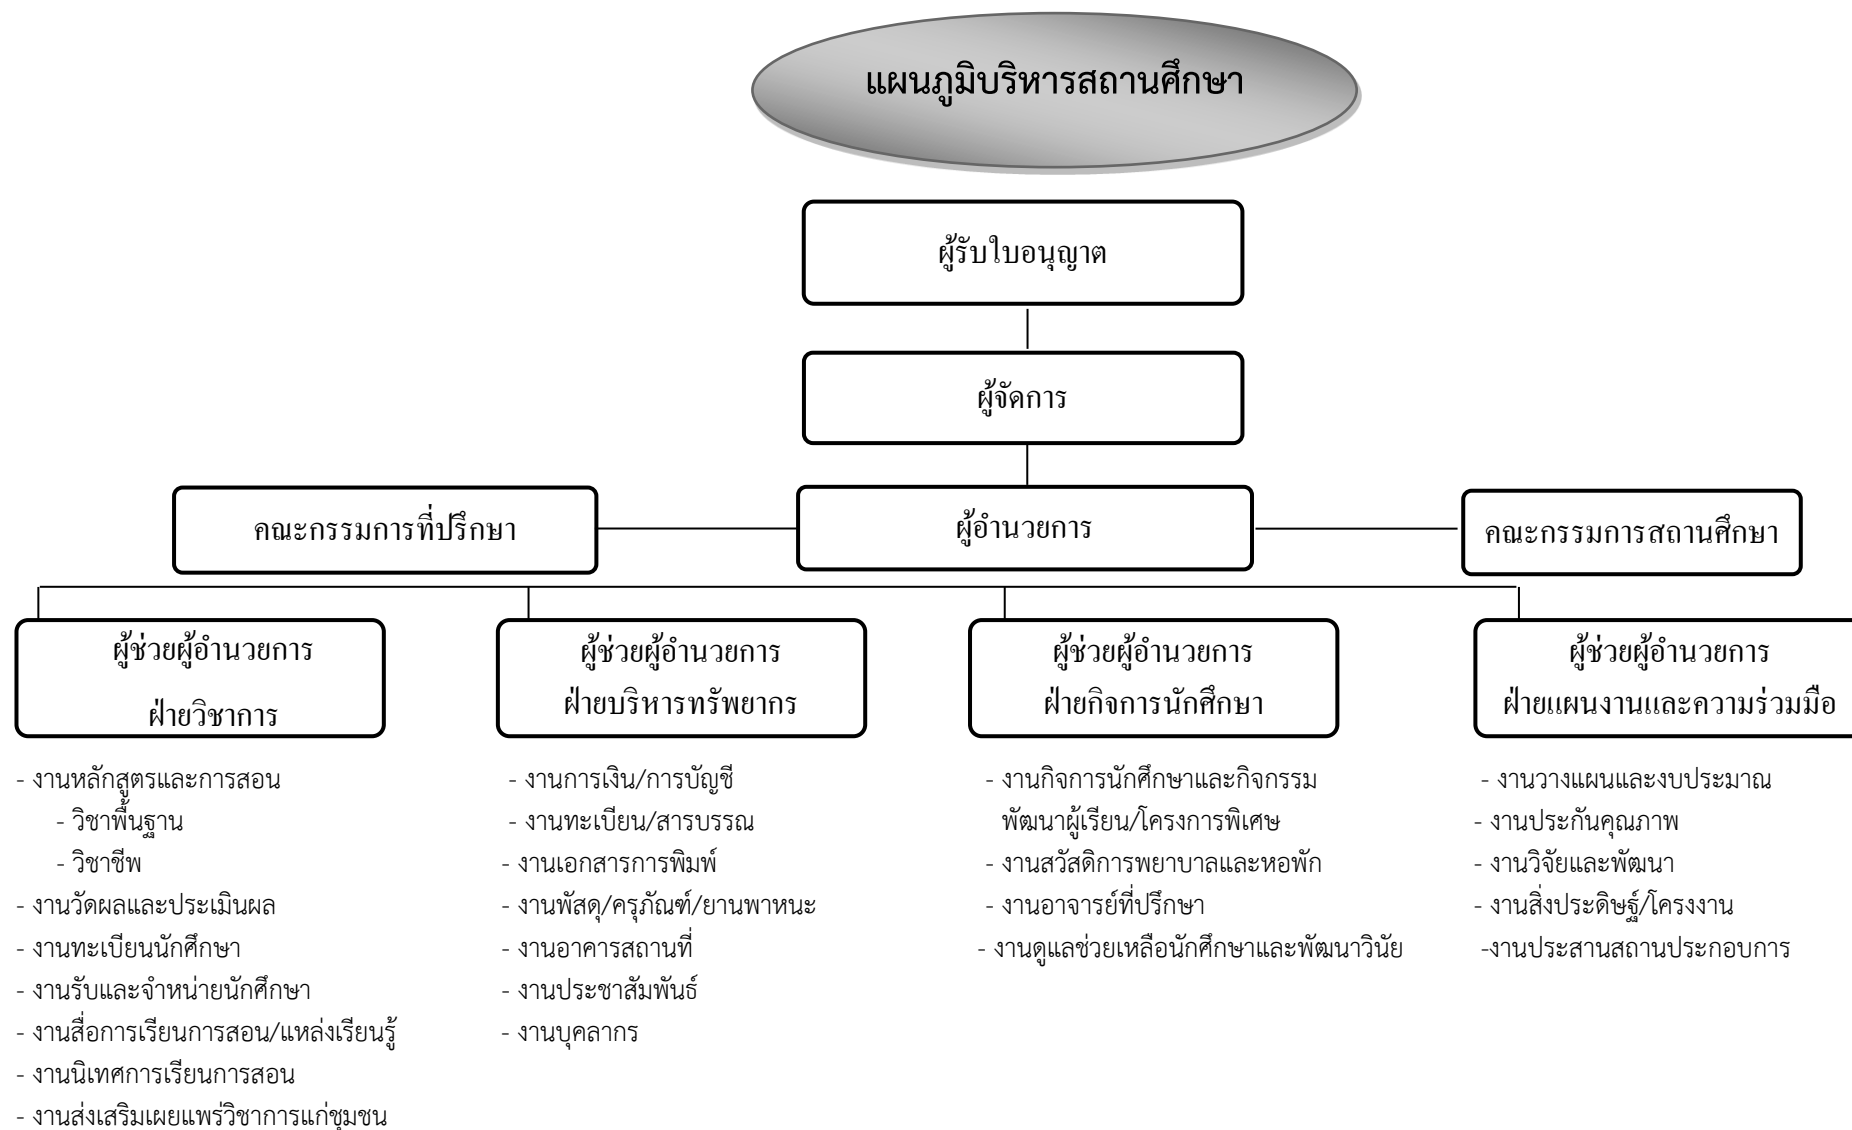 แผนภูมิบริหารสถานศึกษา
ผู้รับใบอนุญาต
ผู้จัดการ
คณะกรรมการที่ปรึกษา
ผู้อำนวยการ
คณะกรรมการสถานศึกษา
ผู้ช่วยผู้อำนวยการ
ฝ่ายวิชาการ
- งานหลักสูตรและการสอน
- วิชาพื้นฐาน
- วิชาชีพ
- งานวัดผลและประเมินผล
- งานทะเบียนนักศึกษา
- งานรับและจำหน่ายนักศึกษา
- งานสื่อการเรียนการสอน/แหล่งเรียนรู้
- งานนิเทศการเรียนการสอน
- งานส่งเสริมเผยแพร่วิชาการแก่ชุมชน
ผู้ช่วยผู้อำนวยการ
ฝ่ายบริหารทรัพยากร
- งานการเงิน/การบัญชี
- งานทะเบียน/สารบรรณ
- งานเอกสารการพิมพ์
- งานพัสดุ/ครุภัณฑ์/ยานพาหนะ
- งานอาคารสถานที่
- งานประชาสัมพันธ์
- งานบุคลากร
ผู้ช่วยผู้อำนวยการ
ฝ่ายกิจการนักศึกษา
- งานกิจการนักศึกษาและกิจกรรม
พัฒนาผู้เรียน/โครงการพิเศษ
- งานสวัสดิการพยาบาลและหอพัก
- งานอาจารย์ที่ปรึกษา
- งานดูแลช่วยเหลือนักศึกษาและพัฒนาวินัย
ผู้ช่วยผู้อำนวยการ
ฝ่ายแผนงานและความร่วมมือ
- งานวางแผนและงบประมาณ
- งานประกันคุณภาพ
- งานวิจัยและพัฒนา
- งานสิ่งประดิษฐ์/โครงงาน
-งานประสานสถานประกอบการ